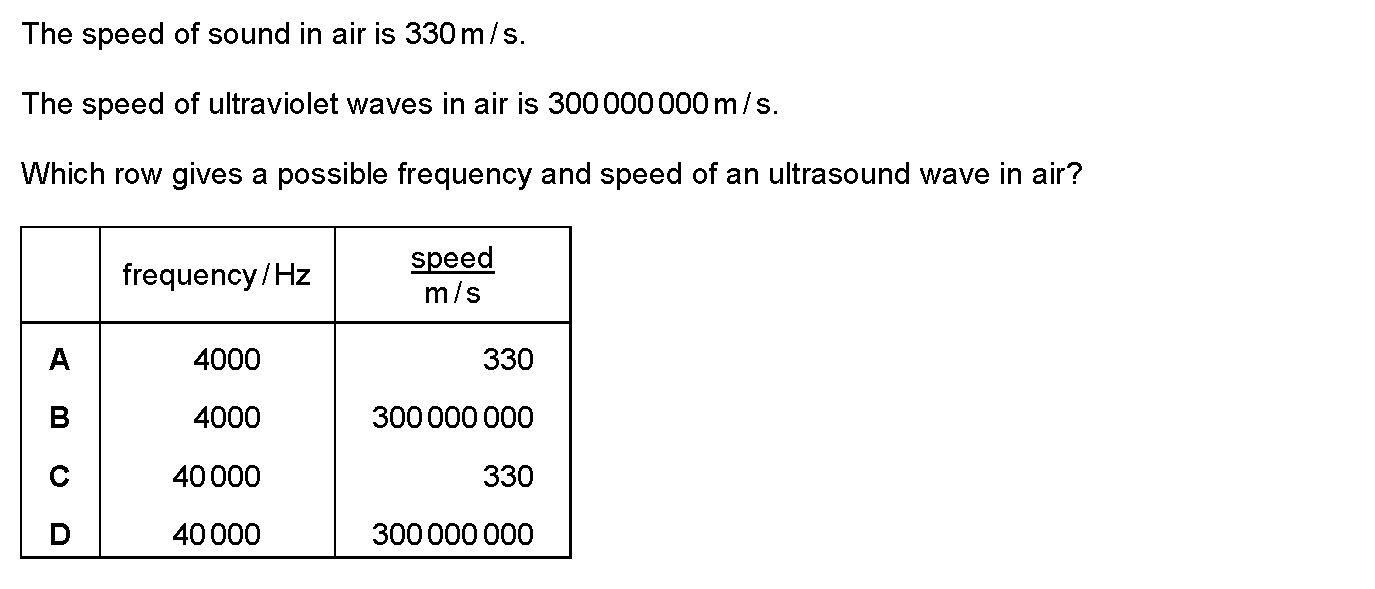 The speed of sound in air is 330 m / s.
The speed of ultraviolet waves in air is 300 000 000 m / s.
Which row gives a possible frequency and speed of an ultrasound wave in air?
frequency / Hz
speed
m / s
A 4000 330
B 4000 300 000 000
C 40 000 330
D 40 000 300 000 000